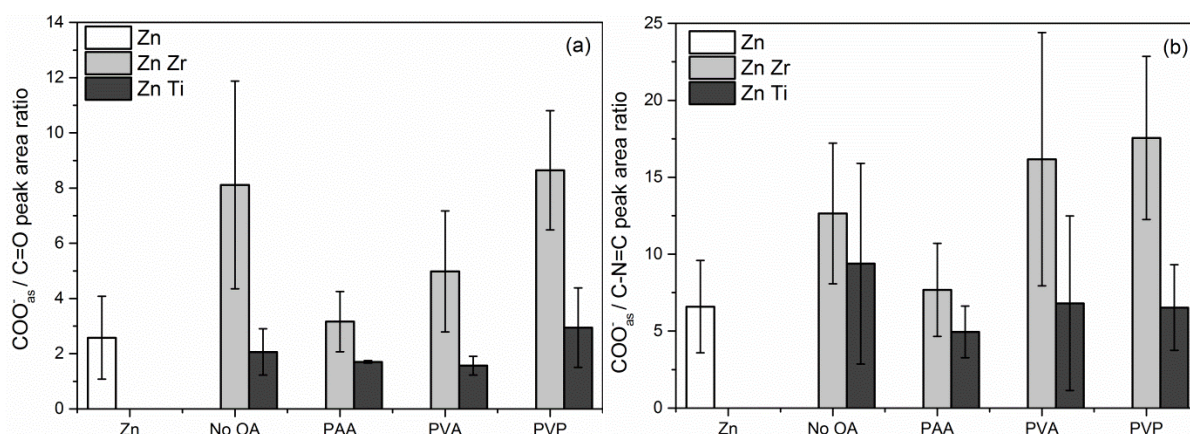 (a)
Zn
Zn Zr
Zn Ti
COO⁻as / C=O peak area ratio
14
12
10
8
6
4
2
0
Zn No OA PAA PVA PVP
(b)
Zn
Zn Zr
Zn Ti
COO⁻as / C-N=C peak area ratio
25
20
15
10
5
0
Zn No OA PAA PVA PVP